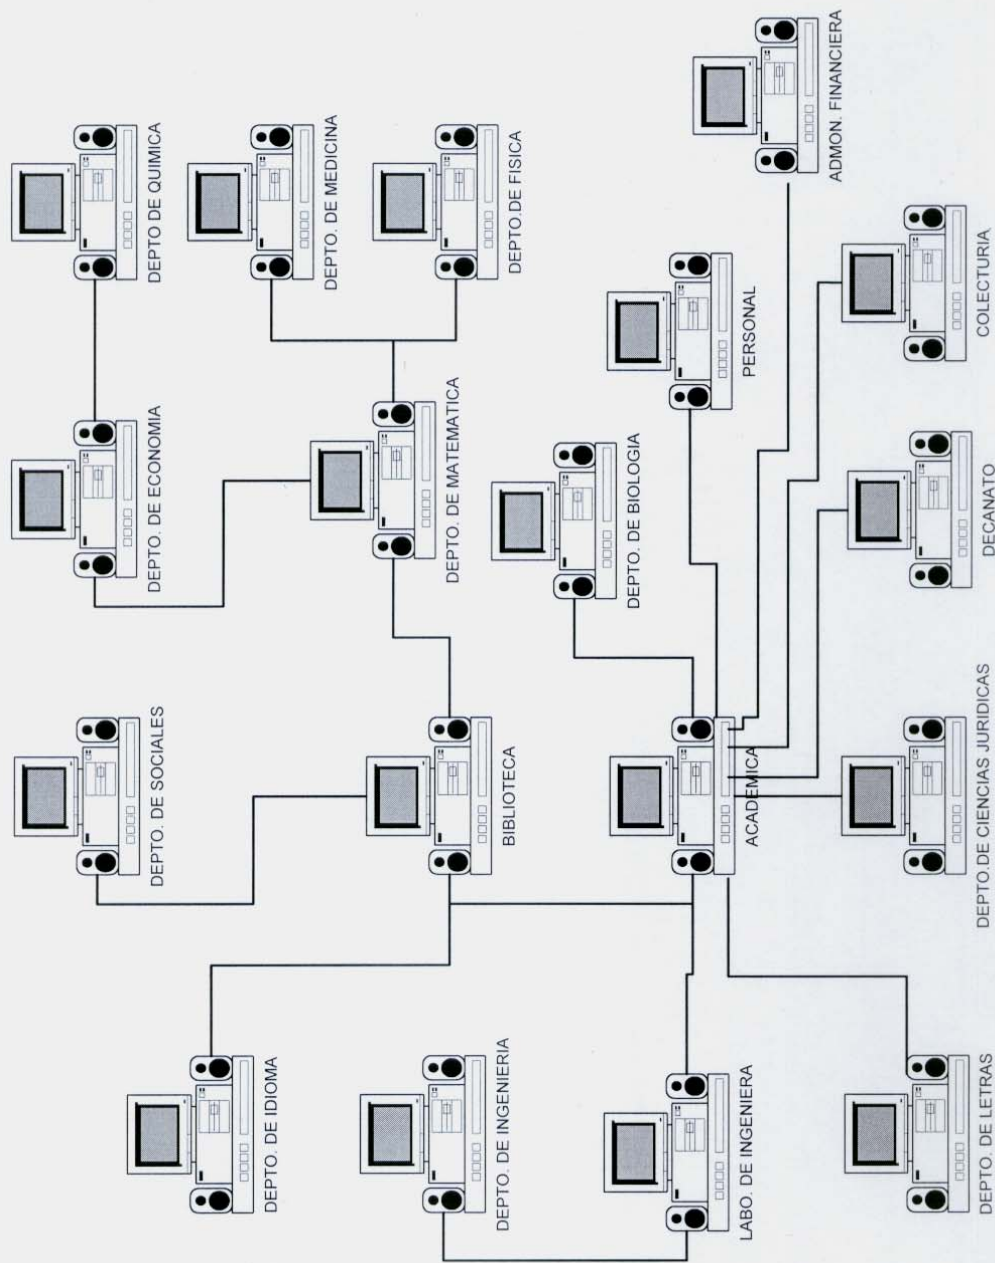 DEPTO DE QUIMICA
DEPTO. DE MEDICINA
DEPTO.DE FISICA
ADMON. FINANCIERA
DEPTO. DE ECONOMIA
DEPTO. DE MATEMATICA
DEPTO. DE BIOLOGIA
PERSONAL
COLECTURIA
DEPTO. DE SOCIALES
BIBLIOTECA
ACADEMICA
DECANATO
DEPTO.DE CIENCIAS JURIDICAS
DEPTO. DE IDIOMA
DEPTO. DE INGENIERIA
LABO. DE INGENIERA
DEPTO. DE LETRAS